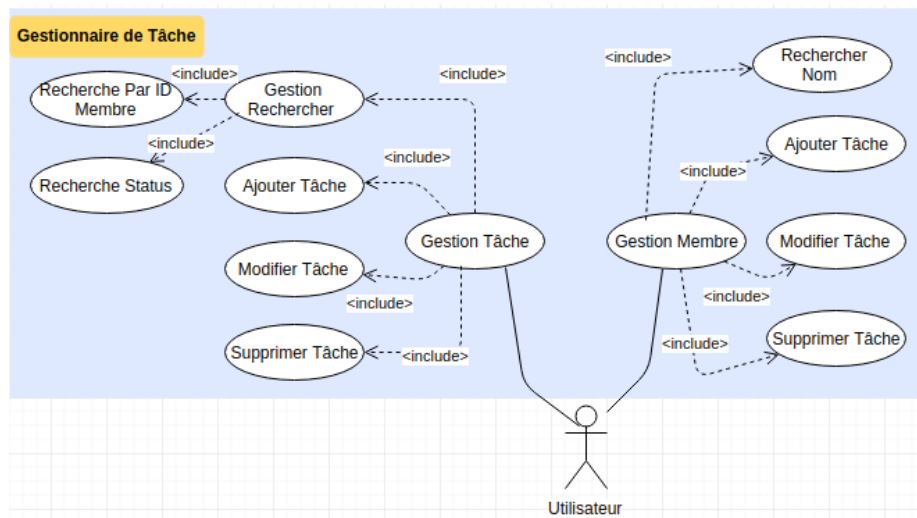 Gestionnaire de Tâche
<include>
Rechercher
Nom
<include>
<include>
Recherche Par ID
Membre
Gestion
Rechercher
<include>
<include>
Ajouter Tâche
<include>
Recherche Status
Ajouter Tâche
Gestion Tâche
Gestion Membre
Modifier Tâche
Modifier Tâche
<include>
<include>
Supprimer Tâche
<include>
<include>
Supprimer Tâche
Utilisateur